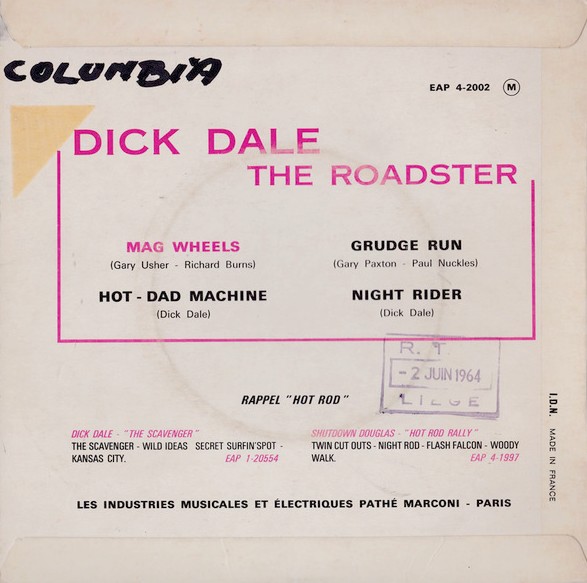 COLUMBIA
EAP 4-2002 M
DICK DALE
THE ROADSTER
MAG WHEELS
(Gary Usher - Richard Burns)
GRUDGE RUN
(Gary Paxton - Paul Nuckles)
HOT - DAD MACHINE
(Dick Dale)
NIGHT RIDER
(Dick Dale)
R. T.
- 2 JUIN 1964
LIEGE
RAPPEL "HOT ROD"
DICK DALE - "THE SCAVENGER"
THE SCAVENGER - WILD IDEAS SECRET SURFIN'SPOT -
KANSAS CITY. EAP 1-20554
SHUTDOWN DOUGLAS - "HOT ROD RALLY"
TWIN CUT OUTS - NIGHT ROD - FLASH FALCON - WOODY
WALK. EAP 4-1997
I.D.N. MADE IN FRANCE
LES INDUSTRIES MUSICALES ET ÉLECTRIQUES PATHÉ MARCONI - PARIS